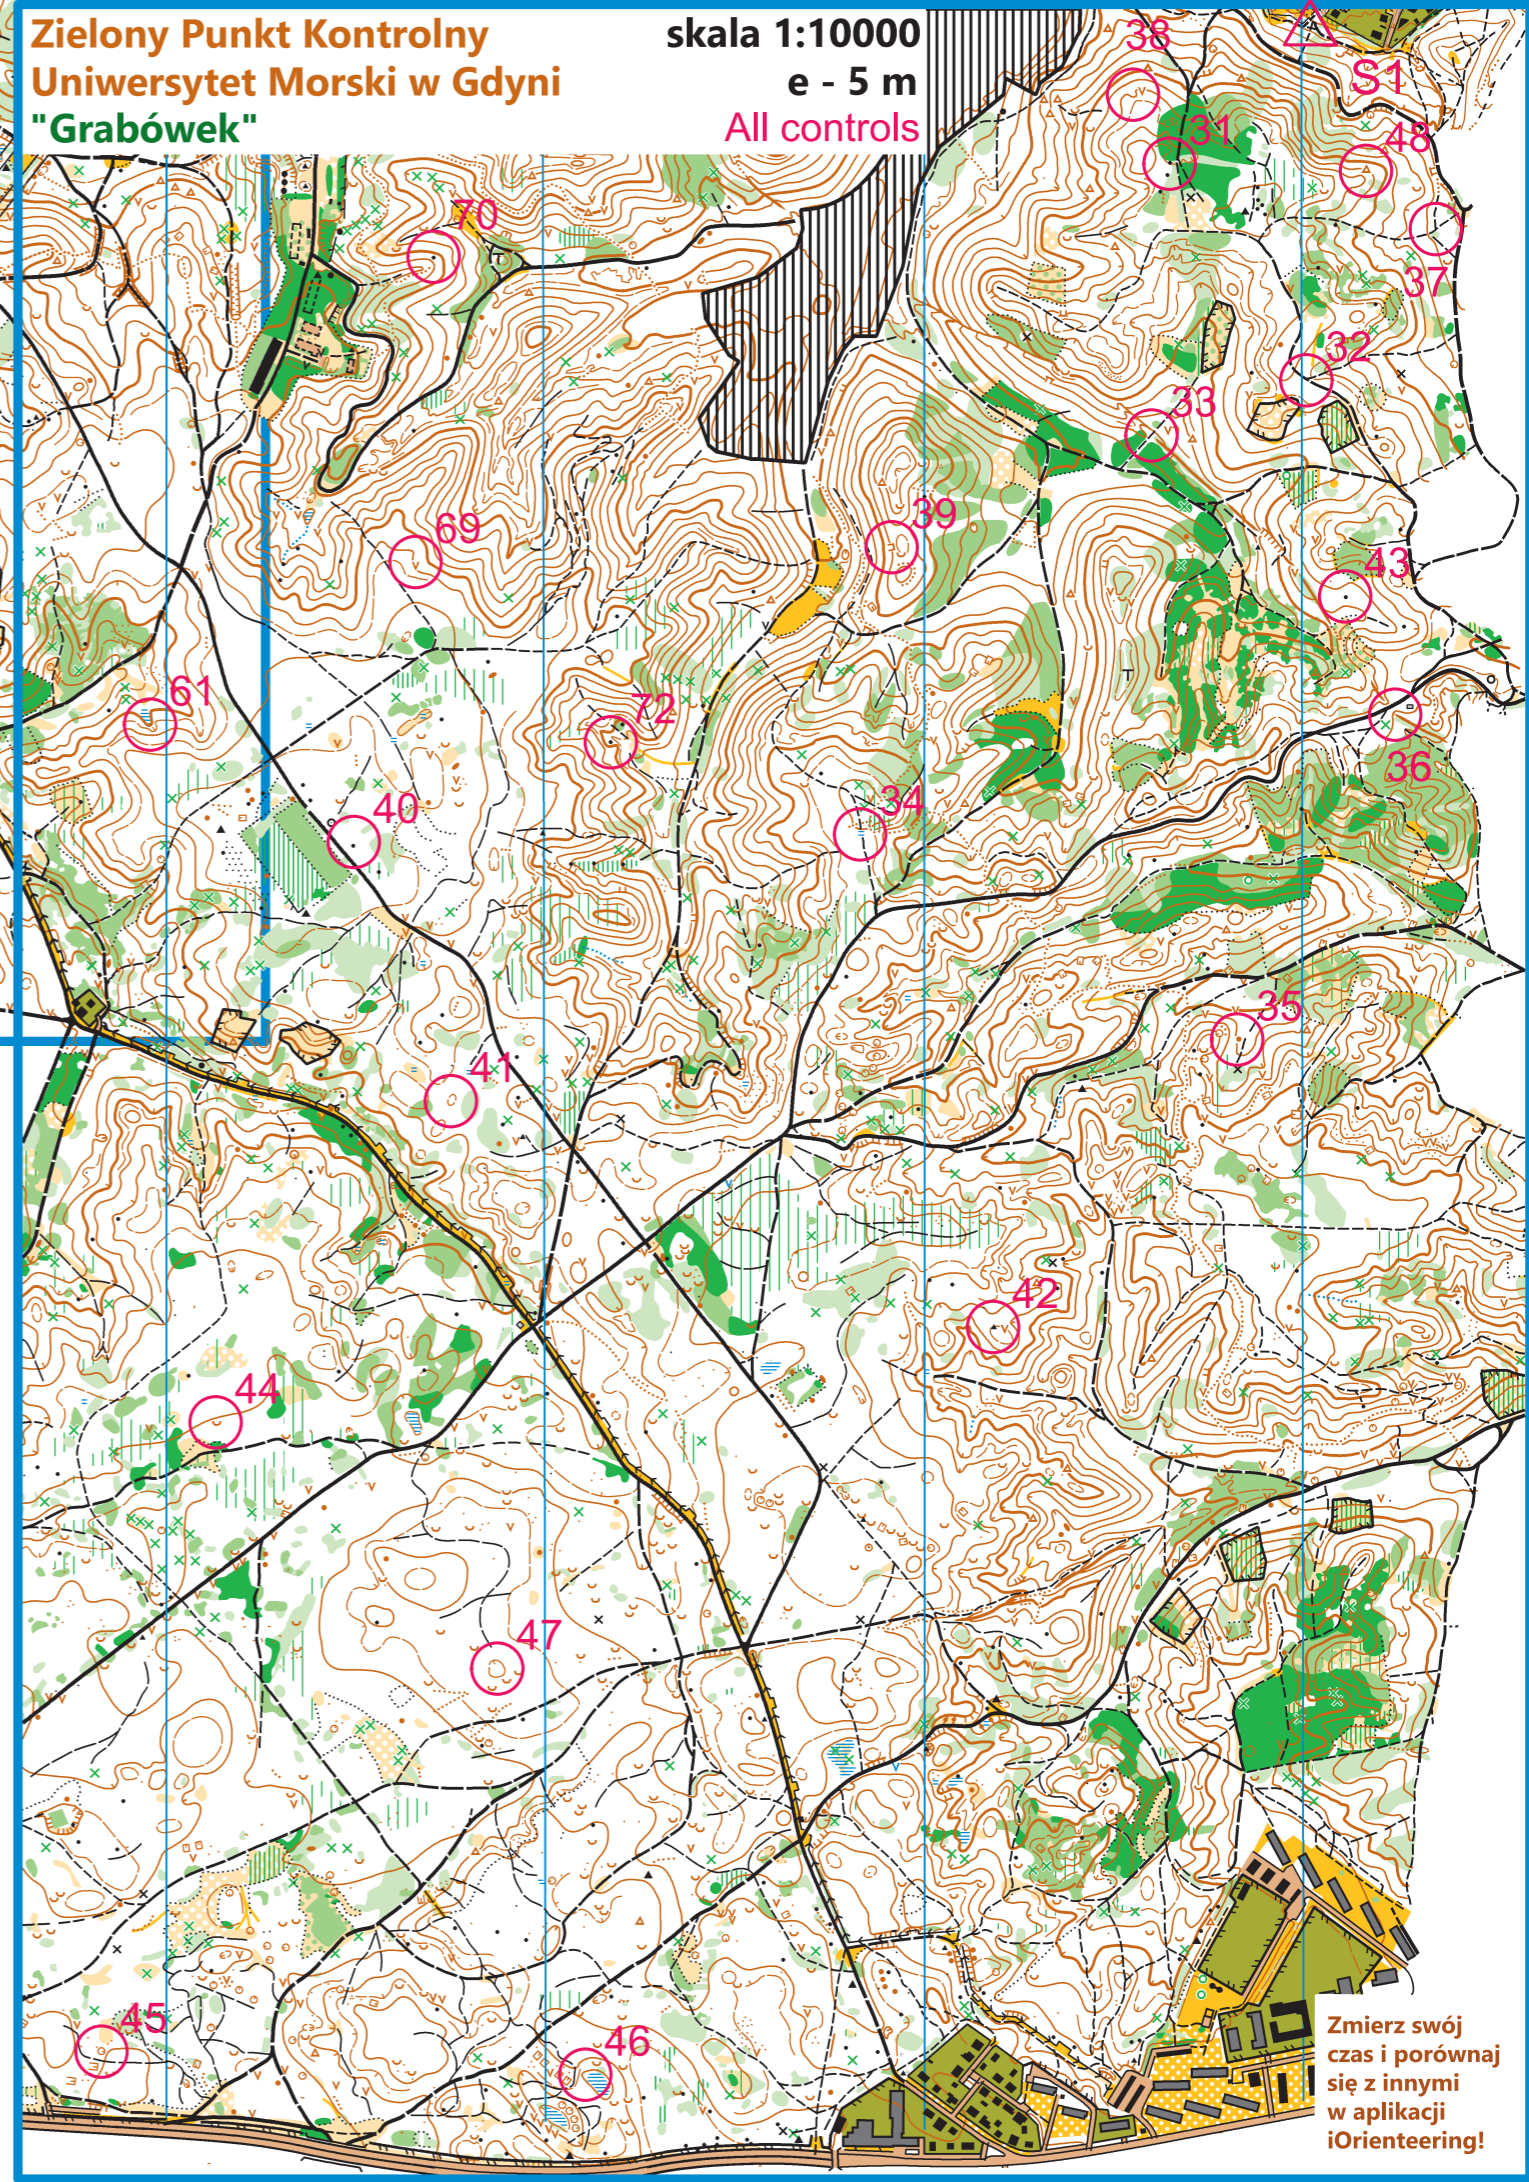 Zielony Punkt Kontrolny
Uniwersytet Morski w Gdyni
"Grabówek"
skala 1:10000
e - 5 m
All controls
S1
38
31
48
37
70
32
33
39
69
43
61
72
36
40
34
35
41
42
44
47
45
46
Zmierz swój
czas i porównaj
się z innymi
w aplikacji
iOrienteering!